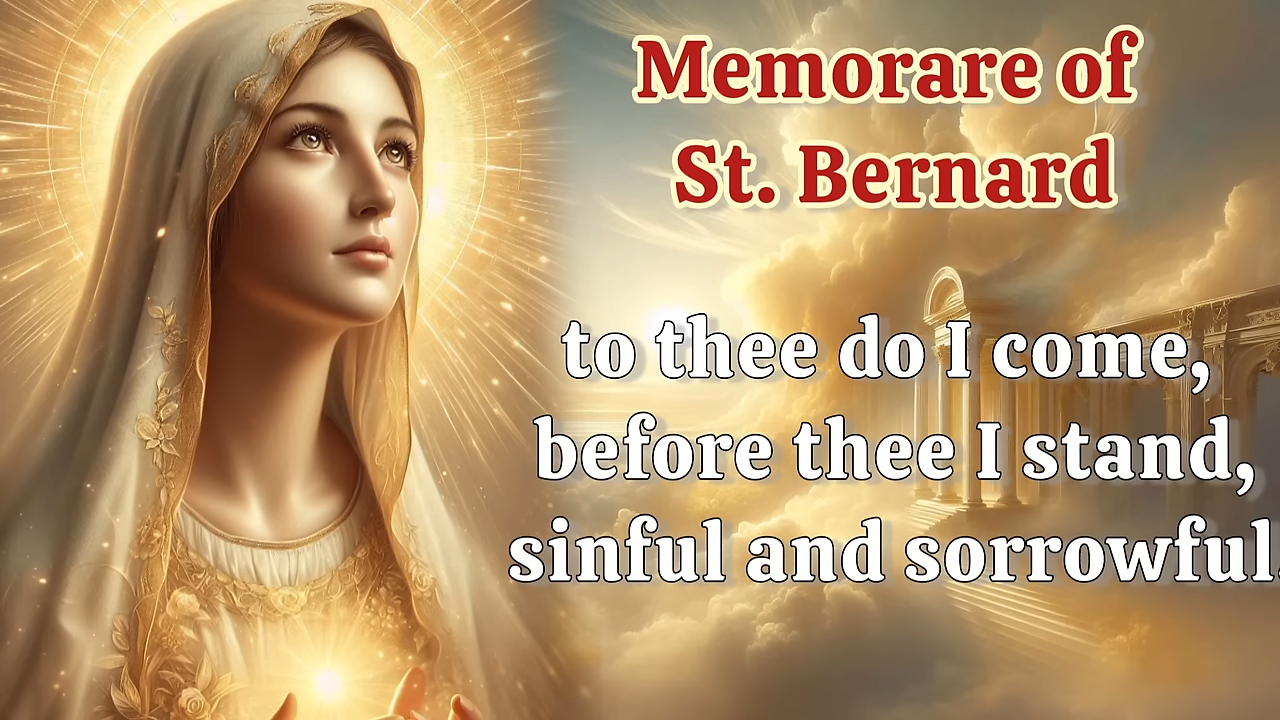 Memorare of
St. Bernard
to thee do I come,
before thee I stand,
sinful and sorrowful.